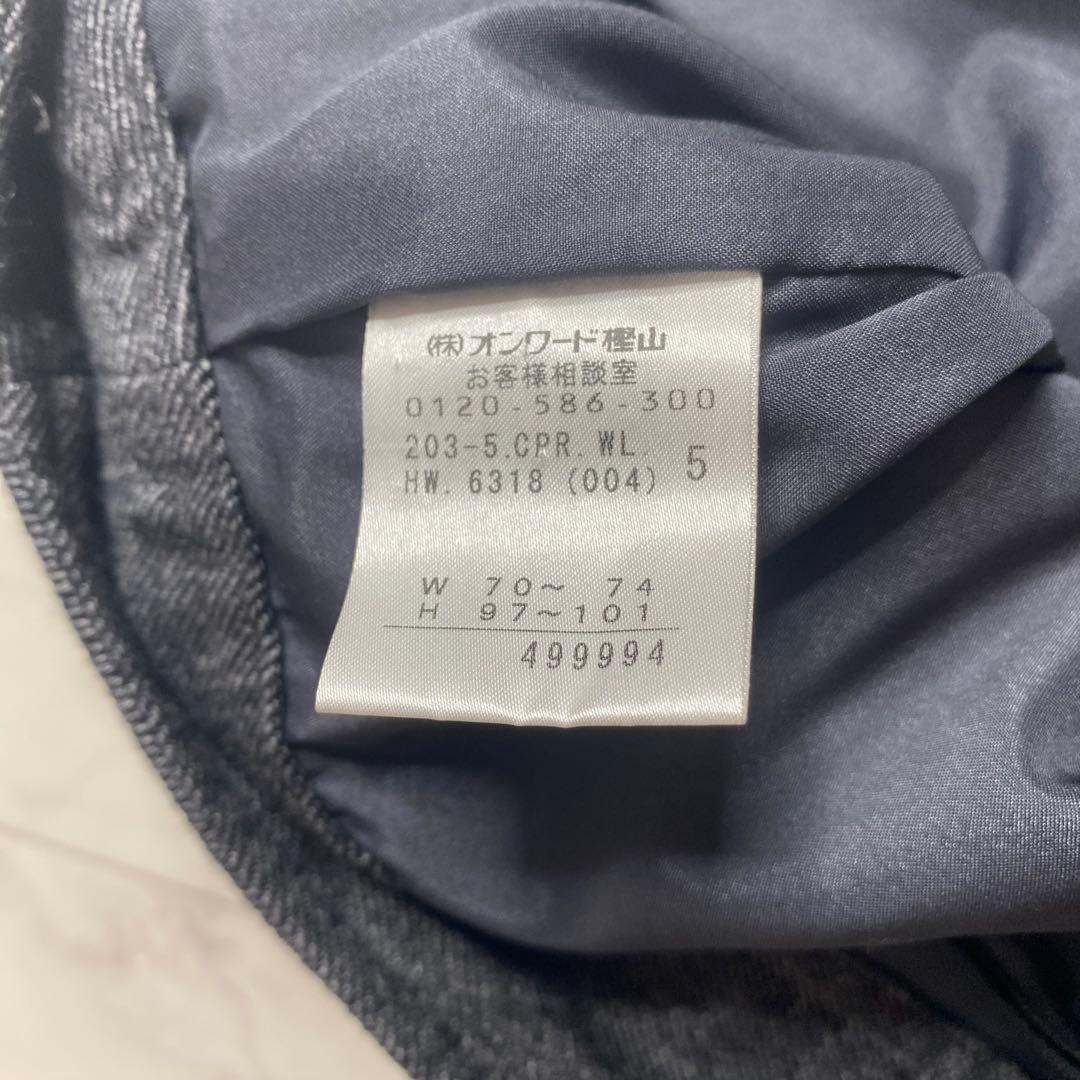 (株)オンワード樫山
お客様相談室
0120-586-300
203-5.CPR.WL.
HW. 6318 (004) 5
W 70～ 74
H 97～101
499994